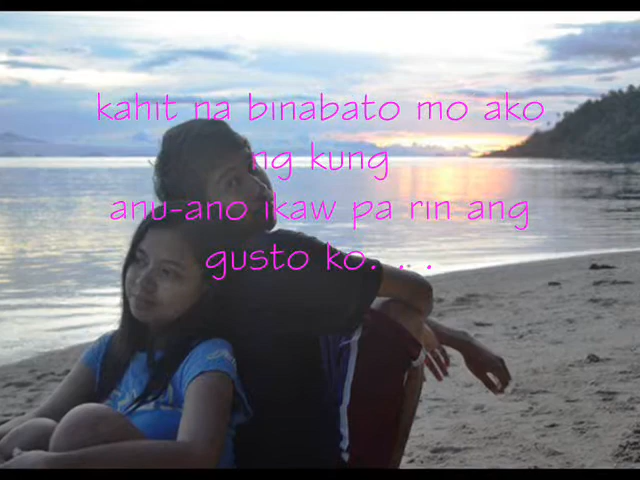 kahit na binabato mo ako
ng kung
anu-ano ikaw pa rin ang
gusto ko. . .